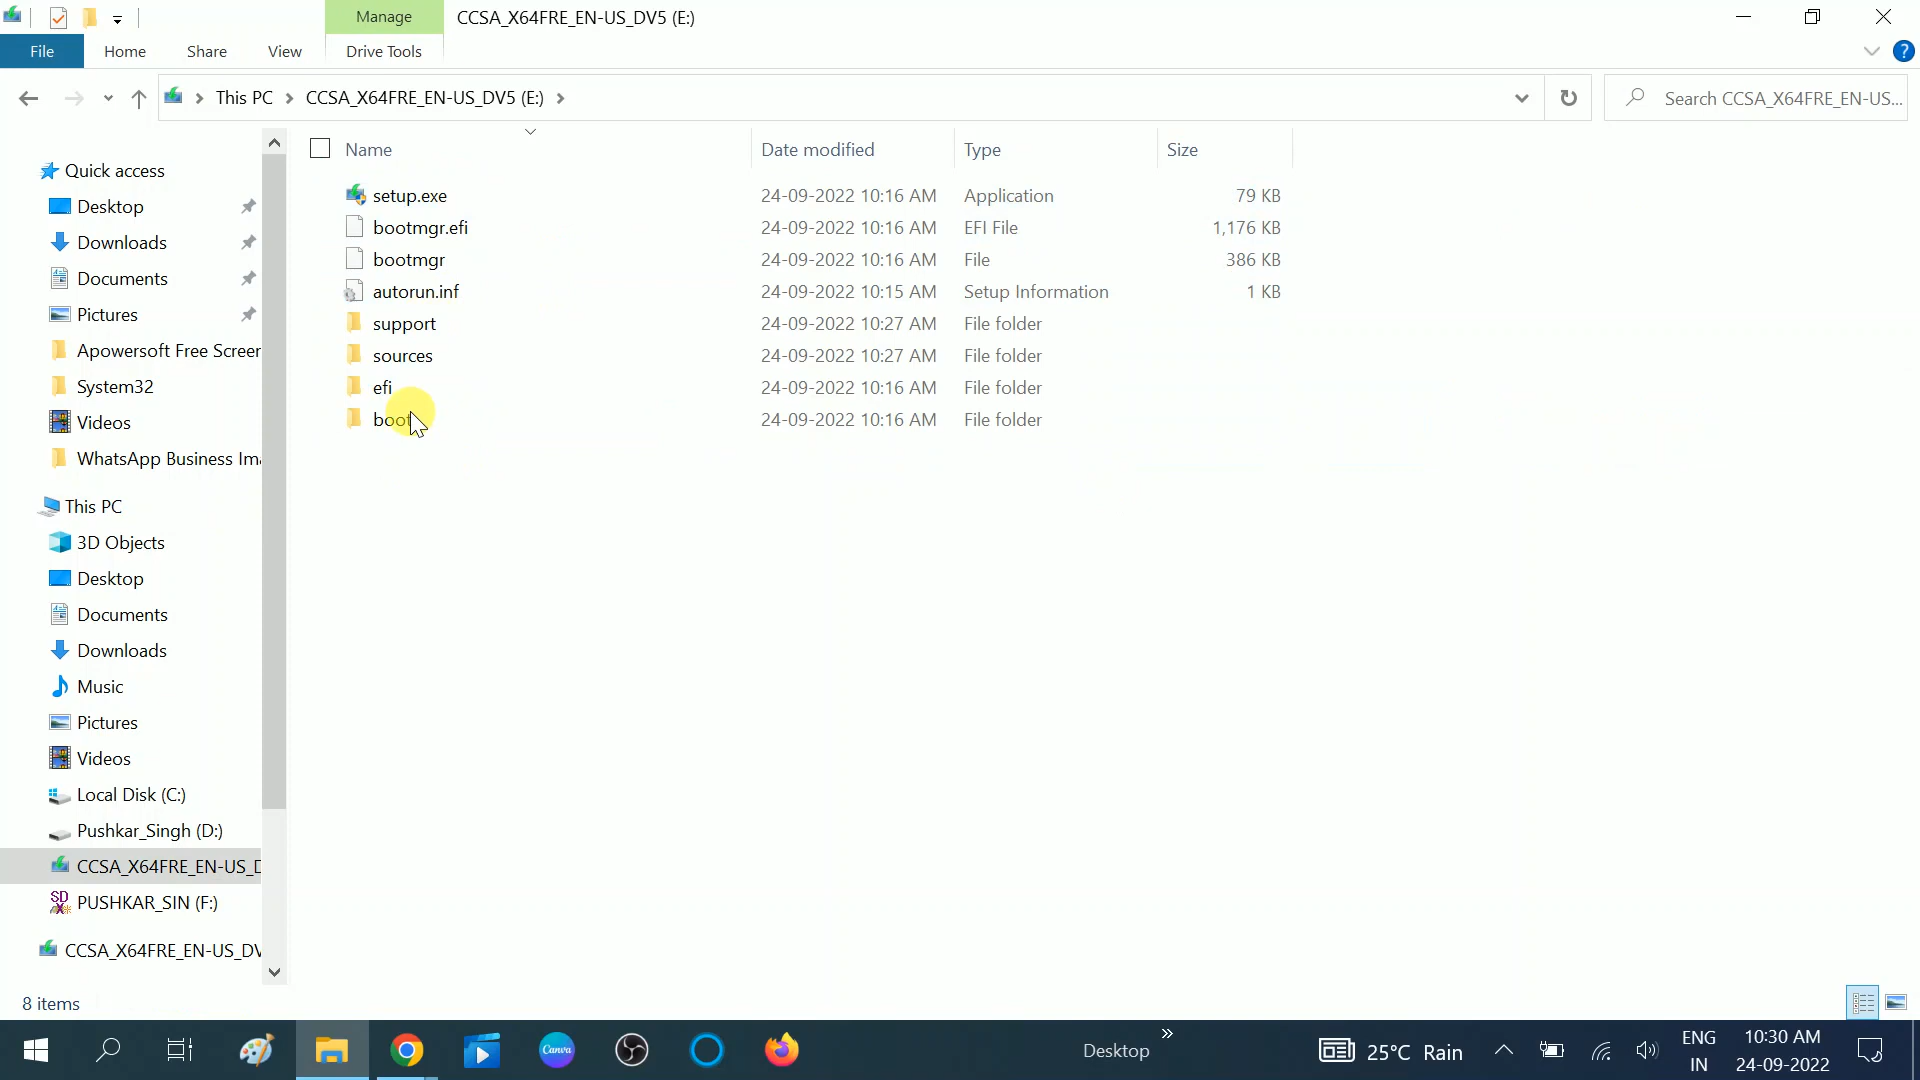 Manage
CCSA_X64FRE_EN-US_DV5 (E:)
File
Home
Share
View
Drive Tools
This PC
CCSA_X64FRE_EN-US_DV5 (E:)
Search CCSA_X64FRE_EN-US...
Name
Date modified
Type
Size
setup.exe
24-09-2022 10:16 AM
Application
79 KB
bootmgr.efi
24-09-2022 10:16 AM
EFI File
1,176 KB
bootmgr
24-09-2022 10:16 AM
File
386 KB
autorun.inf
24-09-2022 10:15 AM
Setup Information
1 KB
support
24-09-2022 10:27 AM
File folder
sources
24-09-2022 10:27 AM
File folder
efi
24-09-2022 10:16 AM
File folder
boot
24-09-2022 10:16 AM
File folder
Quick access
Desktop
Downloads
Documents
Pictures
Apowersoft Free Screer
System32
Videos
WhatsApp Business Ima
This PC
3D Objects
Desktop
Documents
Downloads
Music
Pictures
Videos
Local Disk (C:)
Pushkar_Singh (D:)
CCSA_X64FRE_EN-US_D
PUSHKAR_SIN (F:)
CCSA_X64FRE_EN-US_DV
8 items
Canva
Desktop
25°C Rain
ENG
IN
10:30 AM
24-09-2022